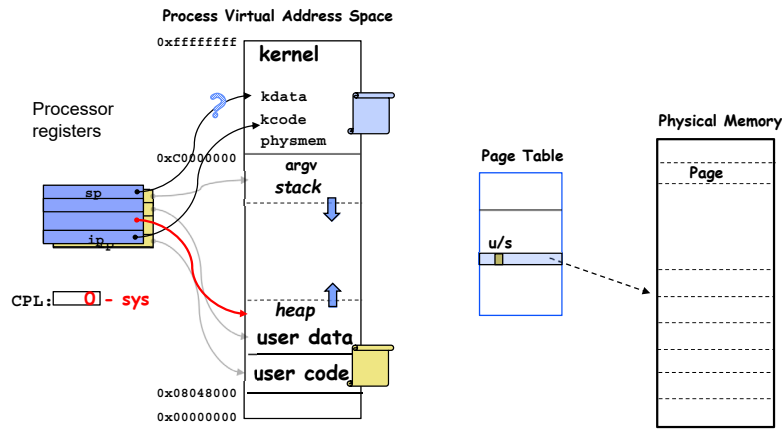 Process Virtual Address Space
0xffffffff
kernel
?
kdata
kcode
physmem
Processor
registers
0xC0000000
argv
stack
sp
ip
CPL: 0 - sys
heap
user data
user code
0x08048000
0x00000000
Page Table
u/s
Physical Memory
Page